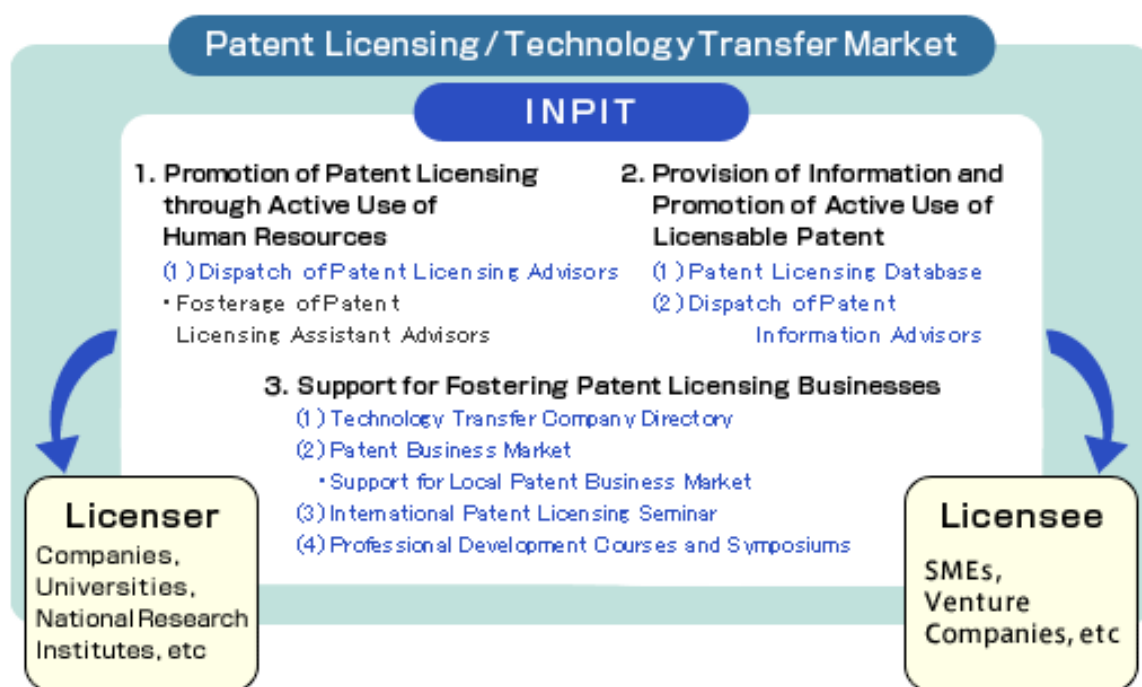 Patent Licensing/Technology Transfer Market
INPIT
1. Promotion of Patent Licensing
through Active Use of
Human Resources
(1) Dispatch of Patent Licensing Advisors
・Fosterage of Patent
Licensing Assistant Advisors
2. Provision of Information and
Promotion of Active Use of
Licensable Patent
(1) Patent Licensing Database
(2) Dispatch of Patent
Information Advisors
3. Support for Fostering Patent Licensing Businesses
(1) Technology Transfer Company Directory
(2) Patent Business Market
・Support for Local Patent Business Market
(3) International Patent Licensing Seminar
(4) Professional Development Courses and Symposiums
Licenser
Companies,
Universities,
National Research
Institutes, etc
Licensee
SMEs,
Venture
Companies, etc